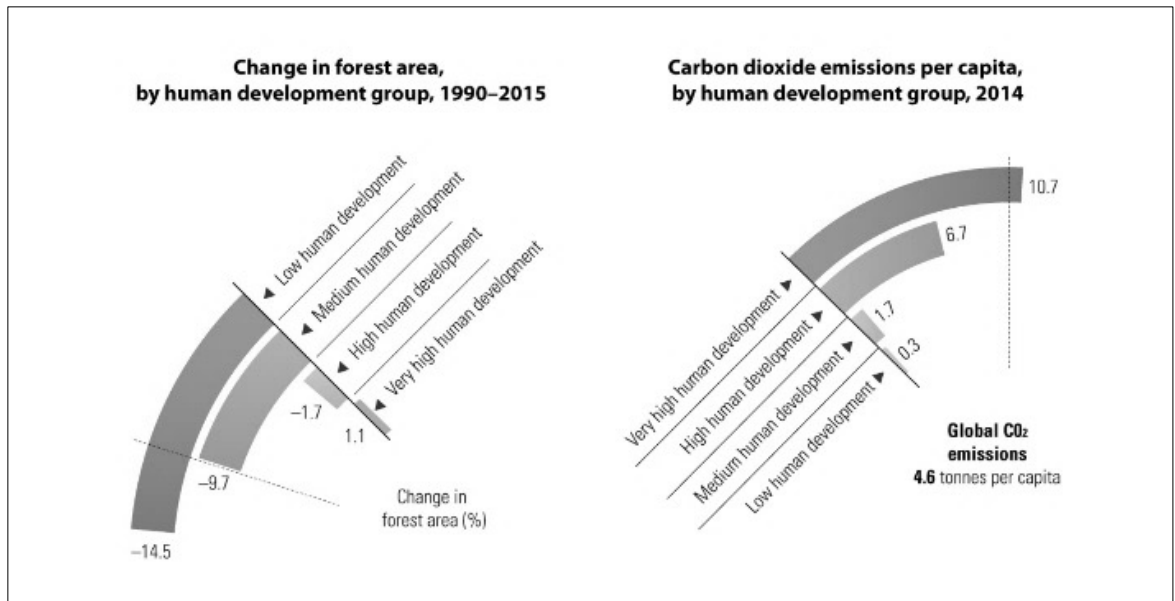 Change in forest area,
by human development group, 1990–2015
Low human development
Medium human development
High human development
Very high human development
–1.7
1.1
–9.7
–14.5
Change in
forest area (%)
Carbon dioxide emissions per capita,
by human development group, 2014
10.7
6.7
1.7
0.3
Very high human development
High human development
Medium human development
Low human development
Global CO₂
emissions
4.6 tonnes per capita